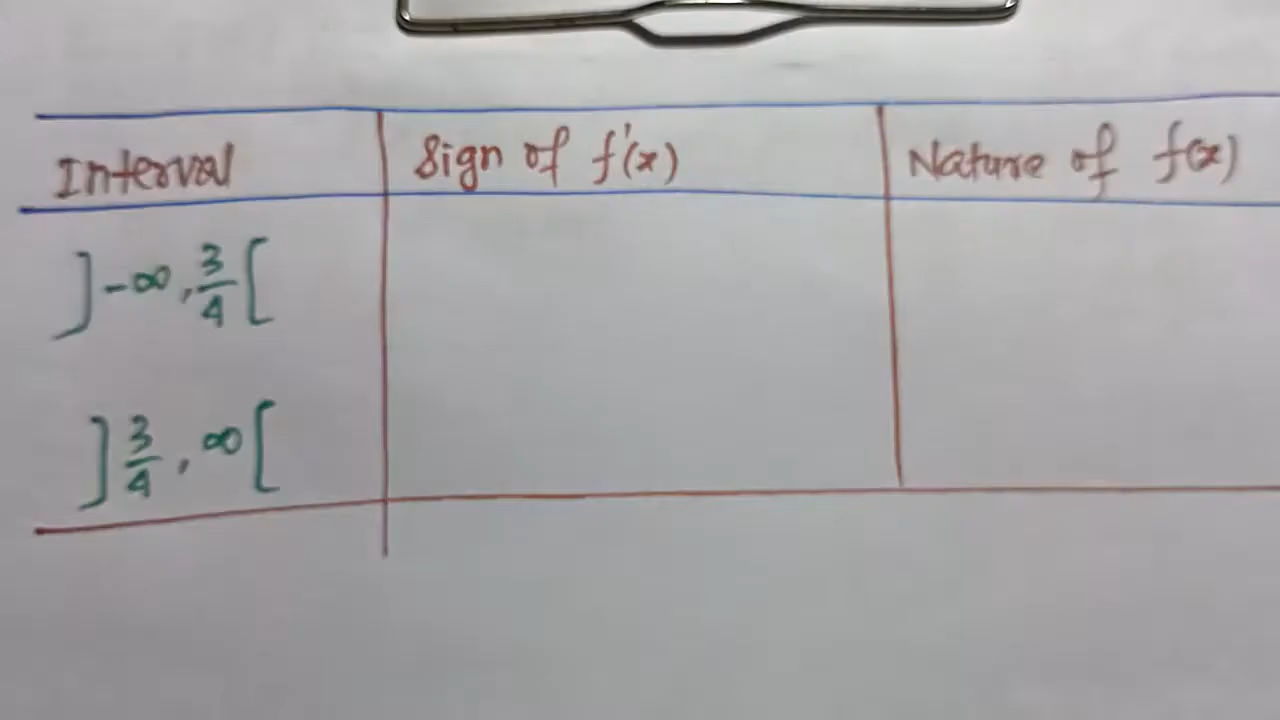 Interval Sign of f'(x) Nature of f(x)
]-∞, 3/4[
]3/4, ∞[